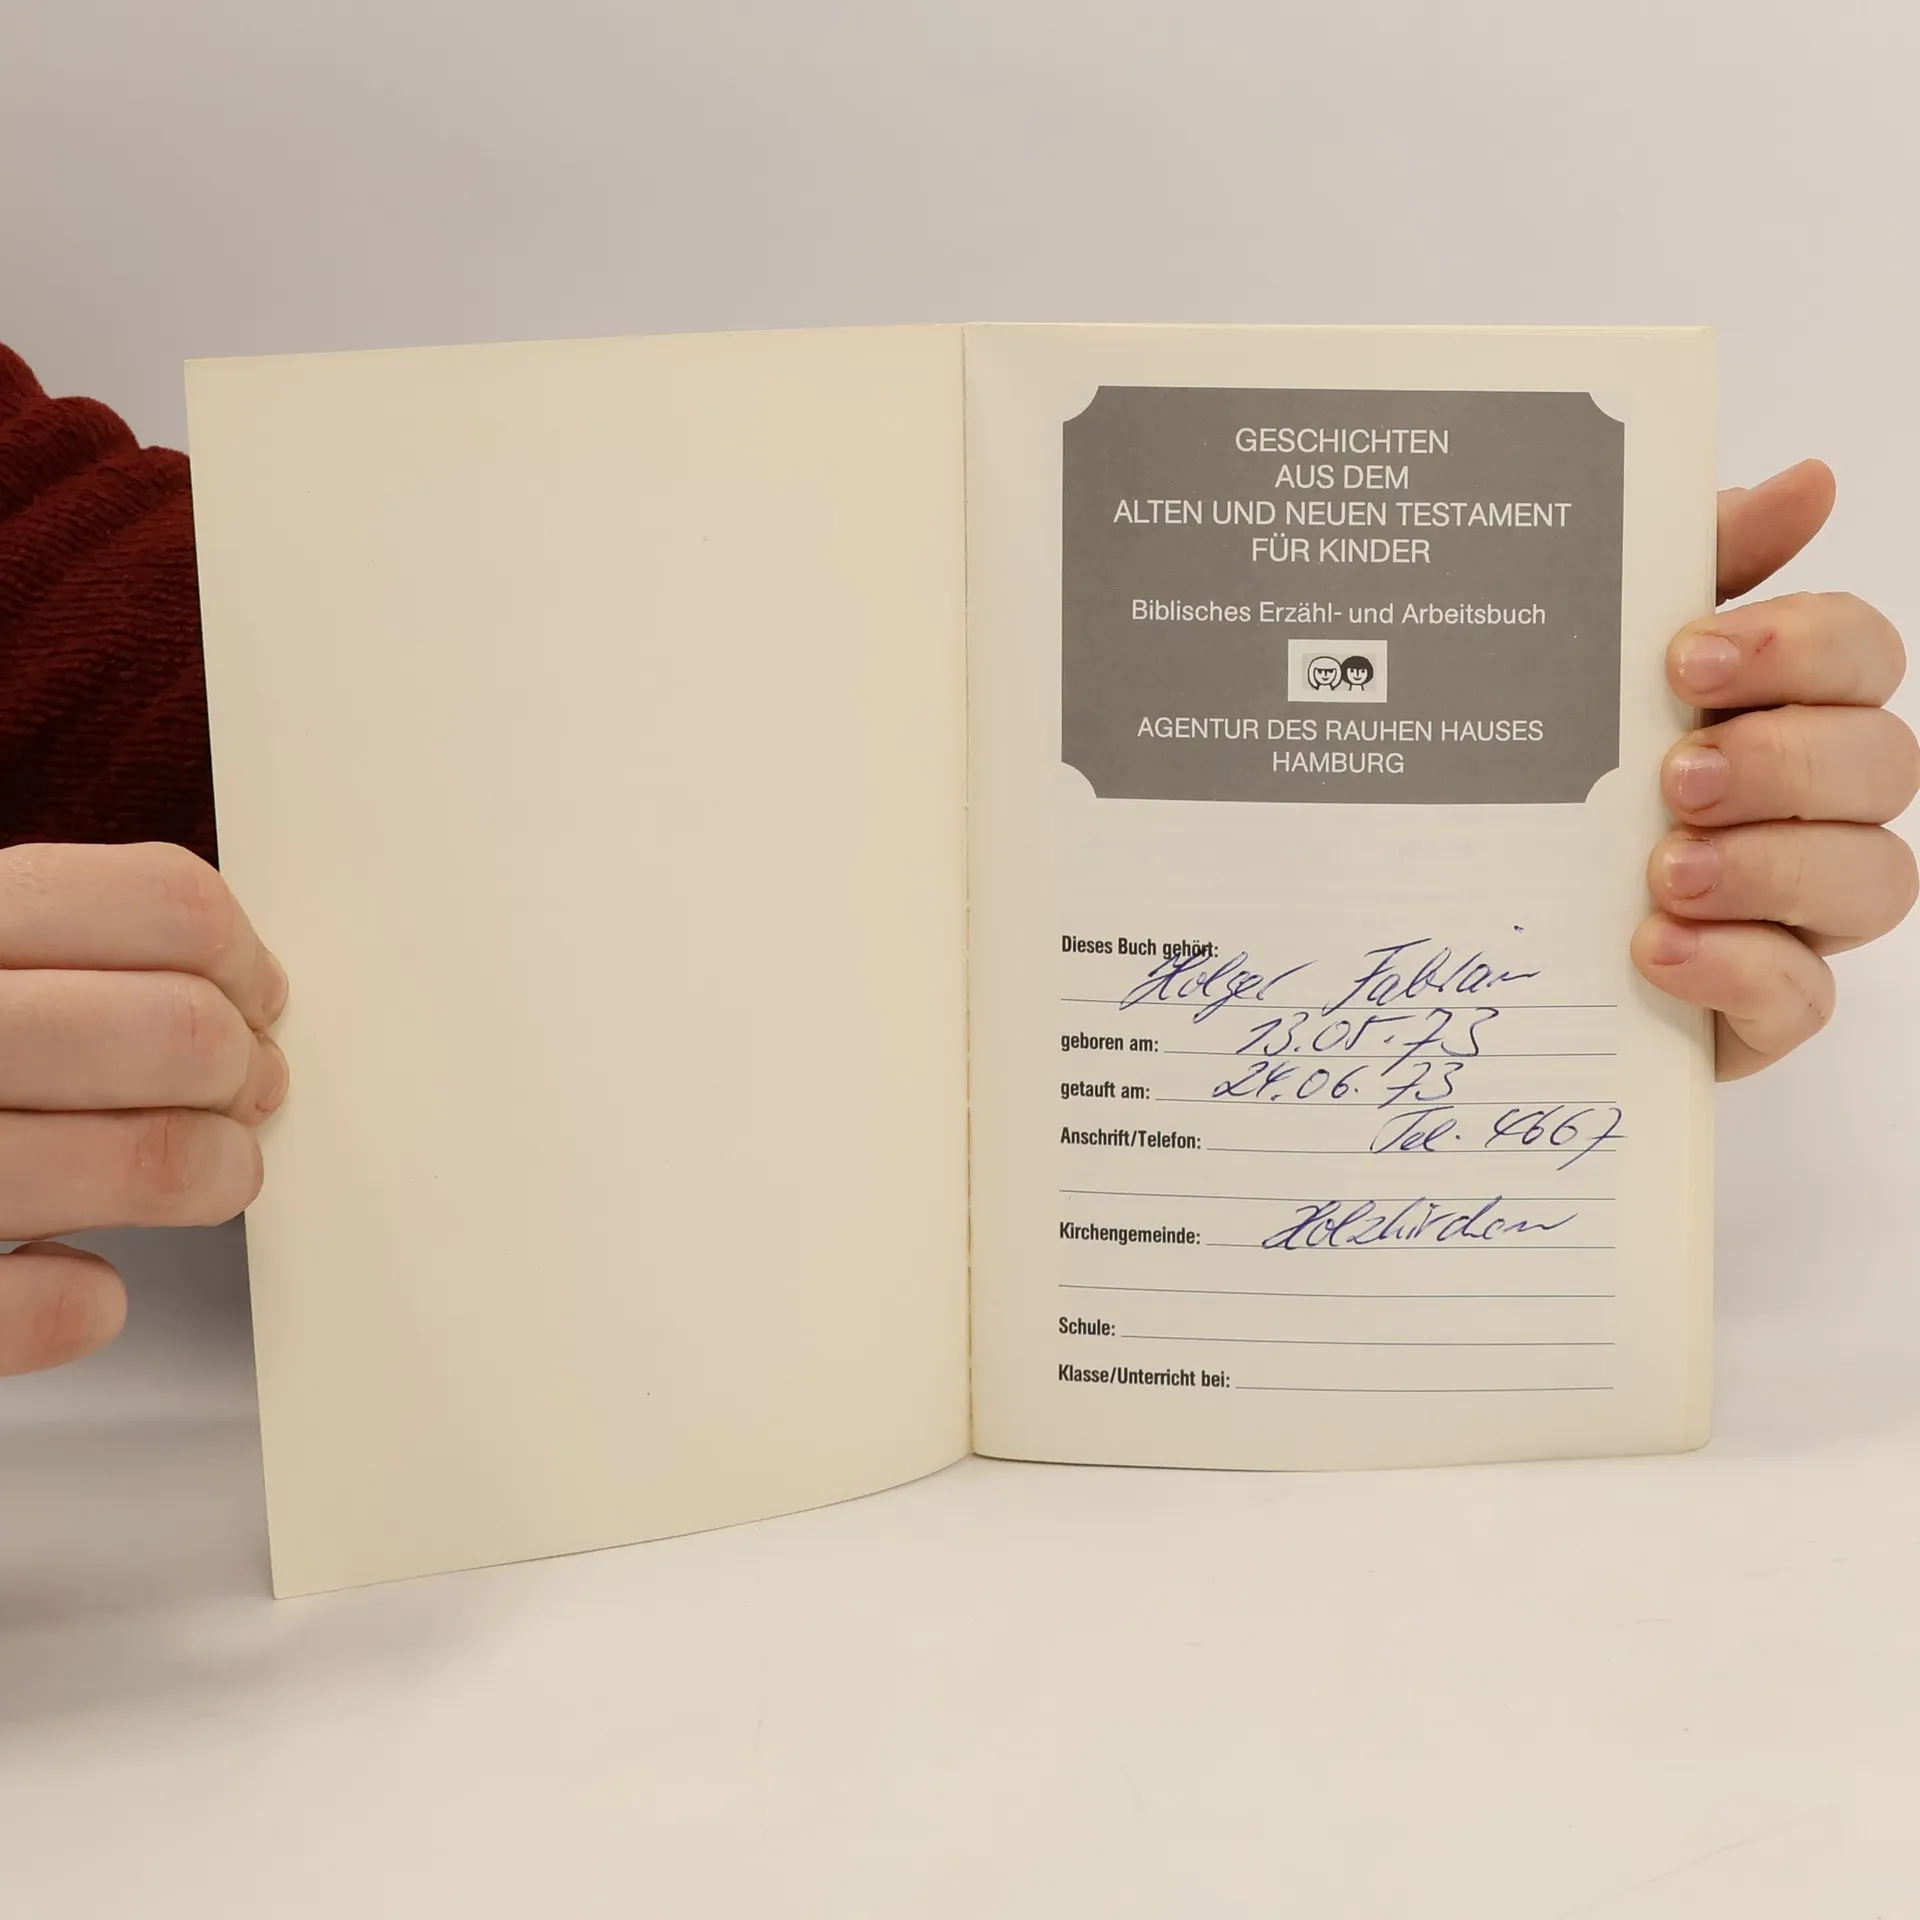 GESCHICHTEN
AUS DEM
ALTEN UND NEUEN TESTAMENT
FÜR KINDER
Biblisches Erzähl- und Arbeitsbuch
AGENTUR DES RAUHEN HAUSES
HAMBURG
Dieses Buch gehört:
Holger Fabian
geboren am: 13.05.73
getauft am: 24.06.73
Anschrift/Telefon: Tel. 4667
Kirchengemeinde: Holzkirchen
Schule:
Klasse/Unterricht bei: